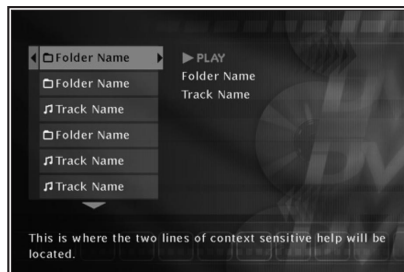 Folder Name
Folder Name
Track Name
Folder Name
Track Name
Track Name
PLAY
Folder Name
Track Name
This is where the two lines of context sensitive help will be
located.